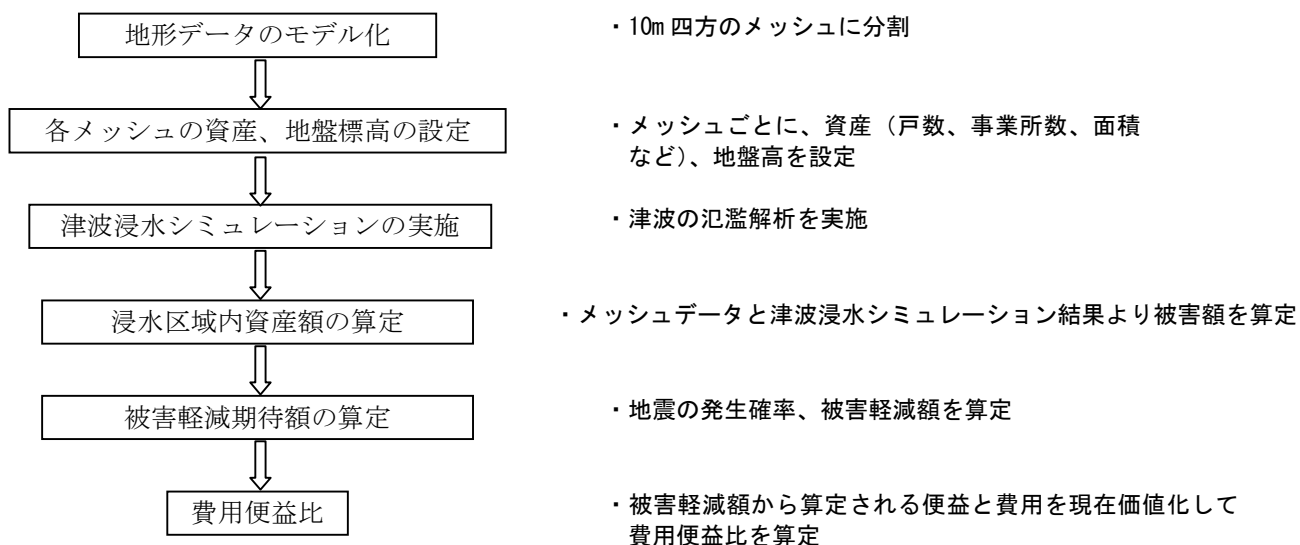 地形データのモデル化
・10m 四方のメッシュに分割
各メッシュの資産、地盤標高の設定
・メッシュごとに、資産（戸数、事業所数、面積
など）、地盤高を設定
津波浸水シミュレーションの実施
・津波の氾濫解析を実施
浸水区域内資産額の算定
・メッシュデータと津波浸水シミュレーション結果より被害額を算定
被害軽減期待額の算定
・地震の発生確率、被害軽減額を算定
費用便益比
・被害軽減額から算定される便益と費用を現在価値化して
費用便益比を算定